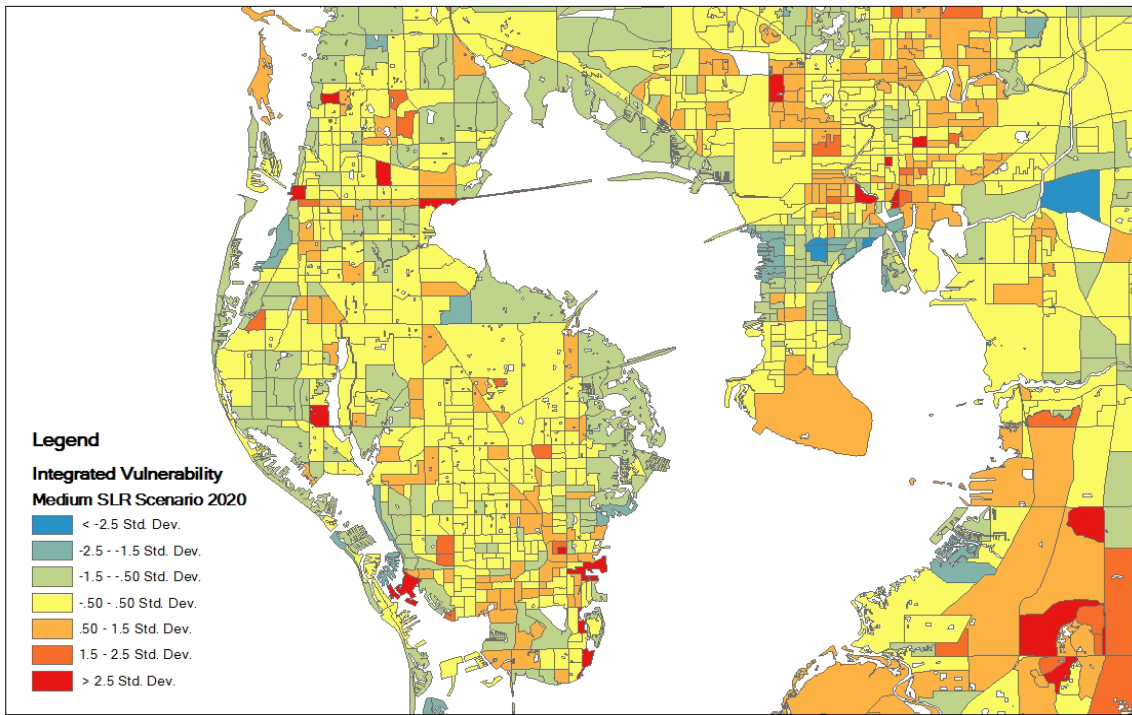 Legend
Integrated Vulnerability
Medium SLR Scenario 2020
< -2.5 Std. Dev.
-2.5 - -1.5 Std. Dev.
-1.5 - -.50 Std. Dev.
-.50 - .50 Std. Dev.
.50 - 1.5 Std. Dev.
1.5 - 2.5 Std. Dev.
> 2.5 Std. Dev.